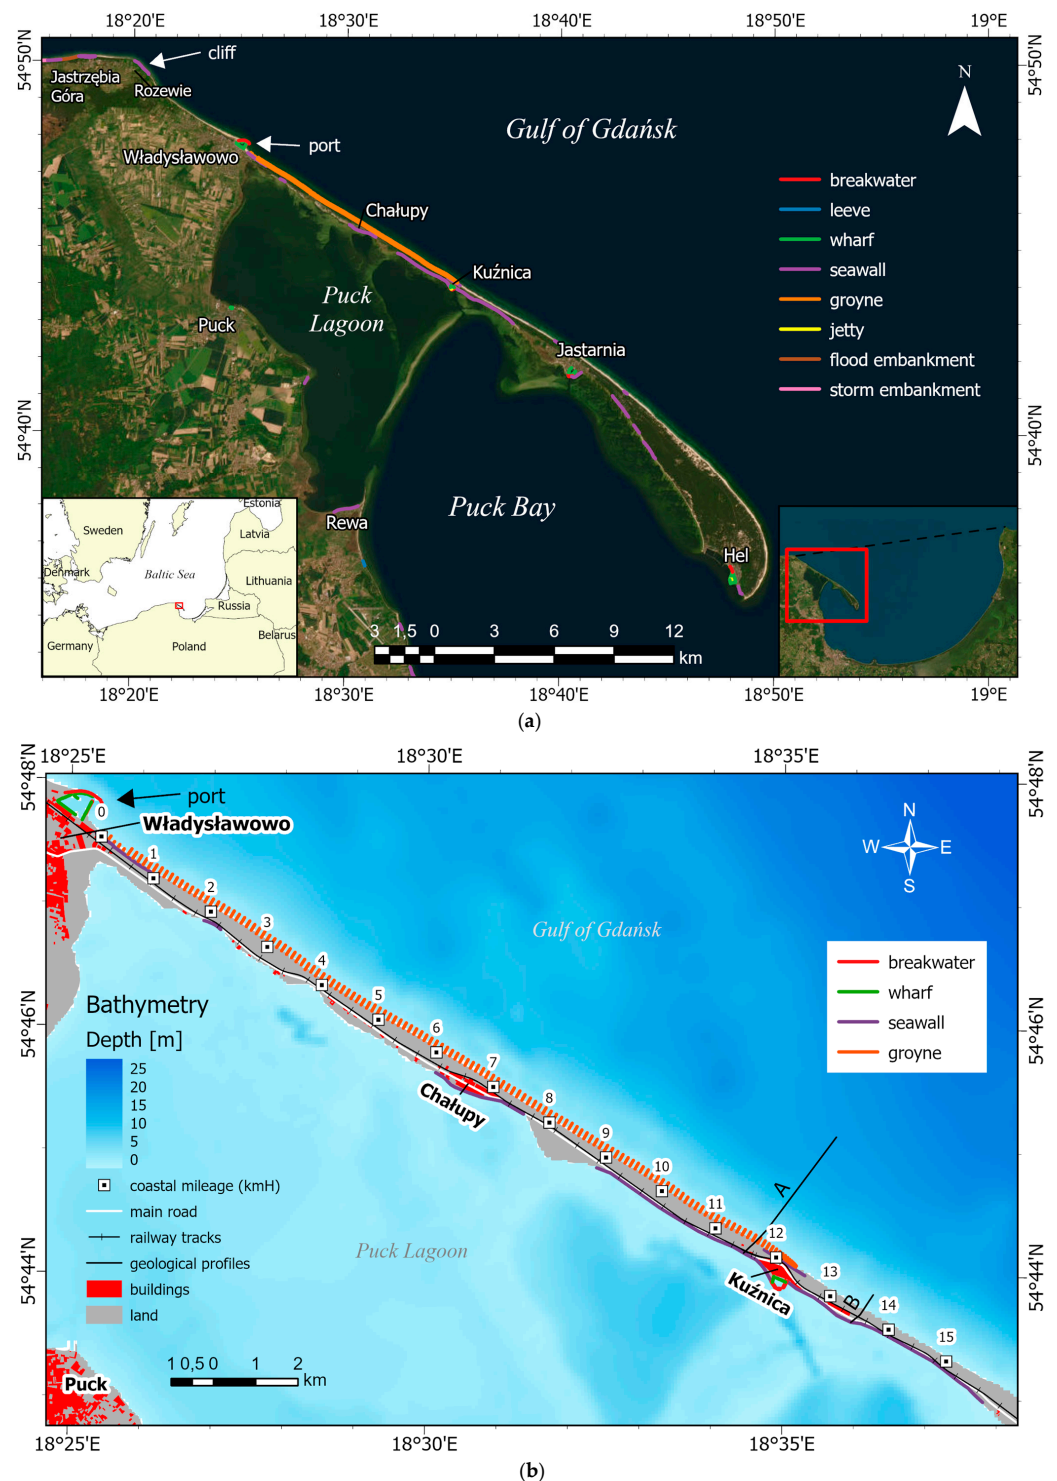 18°20'E 18°30'E 18°40'E 18°50'E 19°E
54°50'N
54°50'N
cliff
Jastrzębia
Góra
Rozewie
N
Gulf of Gdańsk
port
Władysławowo
breakwater
leeve
wharf
seawall
groyne
jetty
flood embankment
storm embankment
Chałupy
Kuźnica
Puck
Lagoon
Puck
Jastarnia
54°40'N
54°40'N
Puck Bay
Rewa
Hel
Estonia
Sweden
Latvia
Denmark
Baltic Sea
Lithuania
Russia
Belarus
Germany
Poland
3 1,5 0 3 6 9 12
km
18°20'E 18°30'E 18°40'E 18°50'E 19°E
(a)
18°25'E 18°30'E 18°35'E
54°48'N
54°48'N
port
0
Władysławowo
N
W E
S
1
2
3
4
5
6
7
8
9
10
11
12
13
14
15
Gulf of Gdańsk
breakwater
wharf
seawall
groyne
54°46'N
54°46'N
Bathymetry
Depth [m]
25
20
15
10
5
0
coastal mileage (kmH)
main road
railway tracks
geological profiles
buildings
land
Chałupy
A
Puck Lagoon
Kuźnica
B
54°44'N
54°44'N
1 0,5 0 1 2
km
Puck
18°25'E 18°30'E 18°35'E
(b)